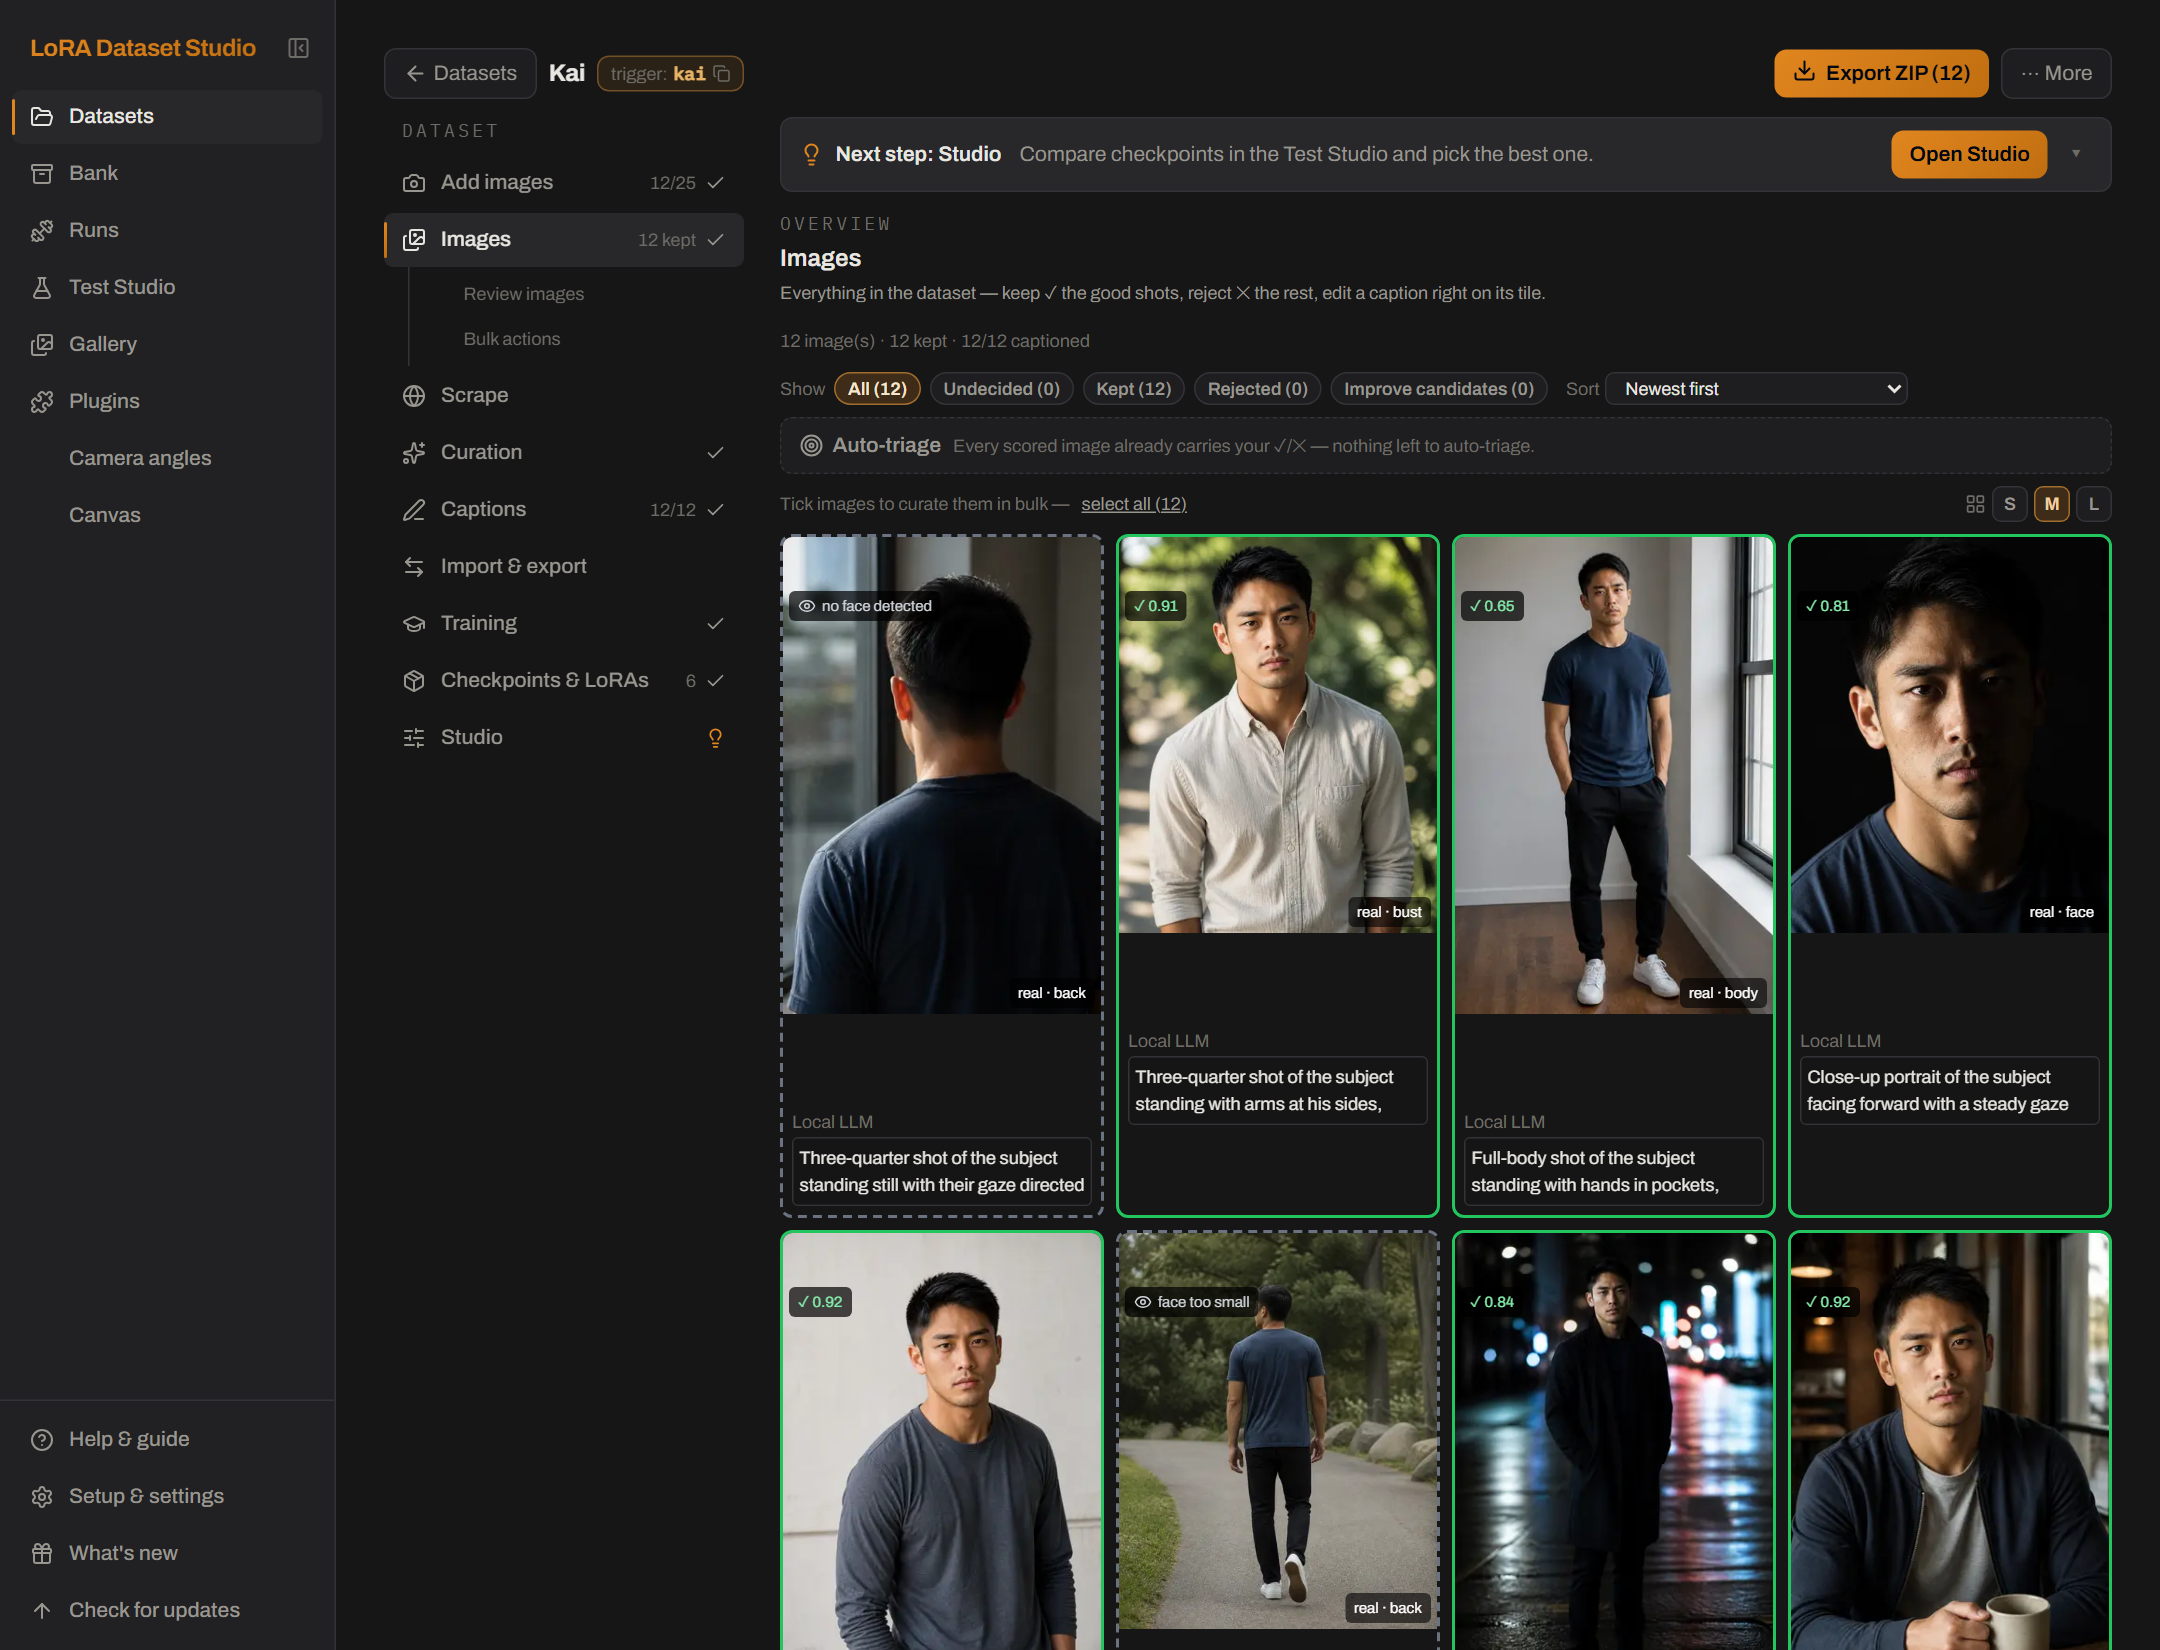 LoRA Dataset Studio
Datasets
Bank
Runs
Test Studio
Gallery
Plugins
Camera angles
Canvas
Help & guide
Setup & settings
What's new
Check for updates
← Datasets
Kai
trigger: kai
Export ZIP (12)
··· More
DATASET
Add images 12/25 ✓
Images 12 kept ✓
Review images
Bulk actions
Scrape
Curation ✓
Captions 12/12 ✓
Import & export
Training ✓
Checkpoints & LoRAs 6 ✓
Studio
Next step: Studio Compare checkpoints in the Test Studio and pick the best one.
Open Studio ▼
OVERVIEW
Images
Everything in the dataset — keep ✓ the good shots, reject ✕ the rest, edit a caption right on its tile.
12 image(s) · 12 kept · 12/12 captioned
Show All (12) Undecided (0) Kept (12) Rejected (0) Improve candidates (0) Sort Newest first
Auto-triage Every scored image already carries your ✓/✕ — nothing left to auto-triage.
Tick images to curate them in bulk — select all (12)
S M L
no face detected
real · back
Local LLM
Three-quarter shot of the subject
standing still with their gaze directed
✓ 0.91
real · bust
Local LLM
Three-quarter shot of the subject
standing with arms at his sides,
✓ 0.65
real · body
Local LLM
Full-body shot of the subject
standing with hands in pockets,
✓ 0.81
real · face
Local LLM
Close-up portrait of the subject
facing forward with a steady gaze
✓ 0.92
face too small
real · back
✓ 0.84
✓ 0.92